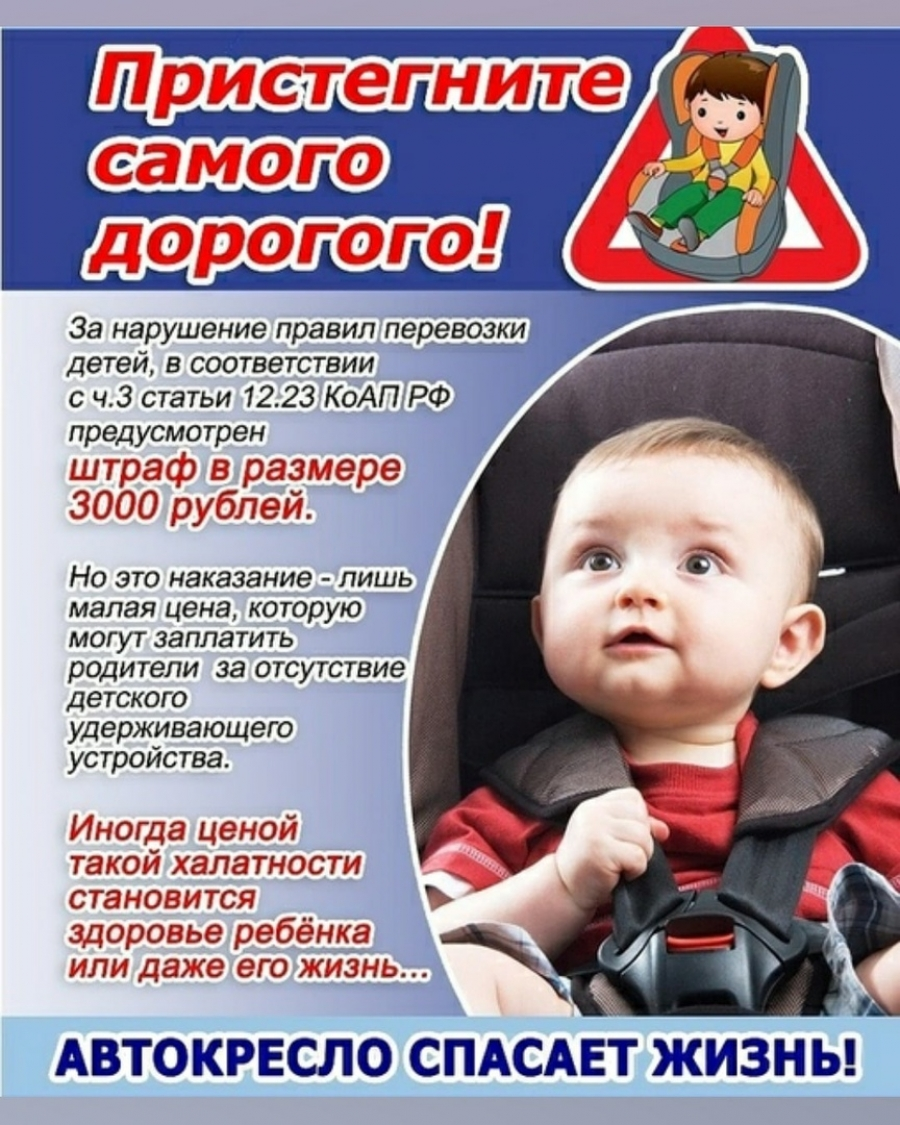 Пристегните
самого
дорогого!
За нарушение правил перевозки
детей, в соответствии
с ч.3 статьи 12.23 КоАП РФ
предусмотрен
штраф в размере
3000 рублей.
Но это наказание - лишь
малая цена, которую
могут заплатить
родители за отсутствие
детского
удерживающего
устройства.
Иногда ценой
такой халатности
становится
здоровье ребёнка
или даже его жизнь...
АВТОКРЕСЛО СПАСАЕТ ЖИЗНЬ!